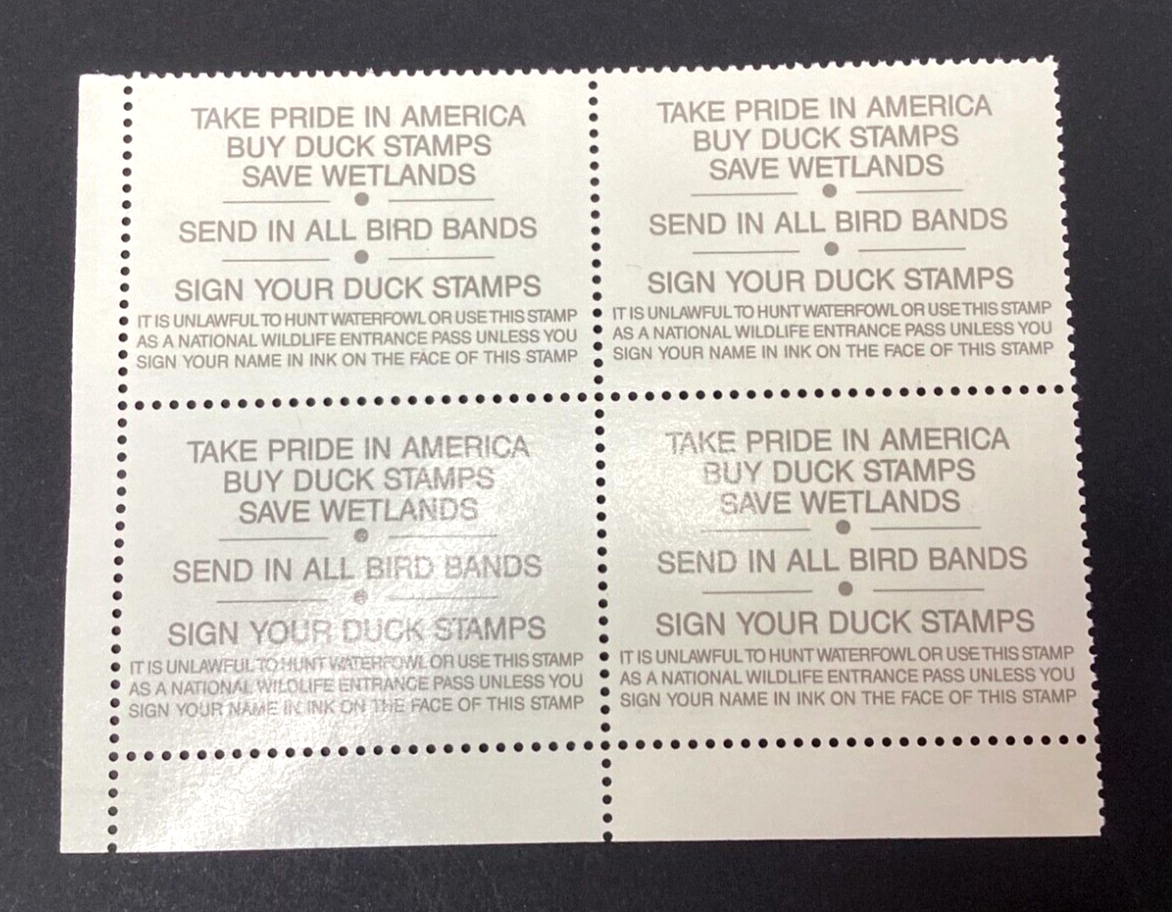 TAKE PRIDE IN AMERICA
BUY DUCK STAMPS
SAVE WETLANDS
SEND IN ALL BIRD BANDS
SIGN YOUR DUCK STAMPS
IT IS UNLAWFUL TO HUNT WATERFOWL OR USE THIS STAMP
AS A NATIONAL WILDLIFE ENTRANCE PASS UNLESS YOU
SIGN YOUR NAME IN INK ON THE FACE OF THIS STAMP
TAKE PRIDE IN AMERICA
BUY DUCK STAMPS
SAVE WETLANDS
SEND IN ALL BIRD BANDS
SIGN YOUR DUCK STAMPS
IT IS UNLAWFUL TO HUNT WATERFOWL OR USE THIS STAMP
AS A NATIONAL WILDLIFE ENTRANCE PASS UNLESS YOU
SIGN YOUR NAME IN INK ON THE FACE OF THIS STAMP
TAKE PRIDE IN AMERICA
BUY DUCK STAMPS
SAVE WETLANDS
SEND IN ALL BIRD BANDS
SIGN YOUR DUCK STAMPS
IT IS UNLAWFUL TO HUNT WATERFOWL OR USE THIS STAMP
AS A NATIONAL WILDLIFE ENTRANCE PASS UNLESS YOU
SIGN YOUR NAME IN INK ON THE FACE OF THIS STAMP
TAKE PRIDE IN AMERICA
BUY DUCK STAMPS
SAVE WETLANDS
SEND IN ALL BIRD BANDS
SIGN YOUR DUCK STAMPS
IT IS UNLAWFUL TO HUNT WATERFOWL OR USE THIS STAMP
AS A NATIONAL WILDLIFE ENTRANCE PASS UNLESS YOU
SIGN YOUR NAME IN INK ON THE FACE OF THIS STAMP